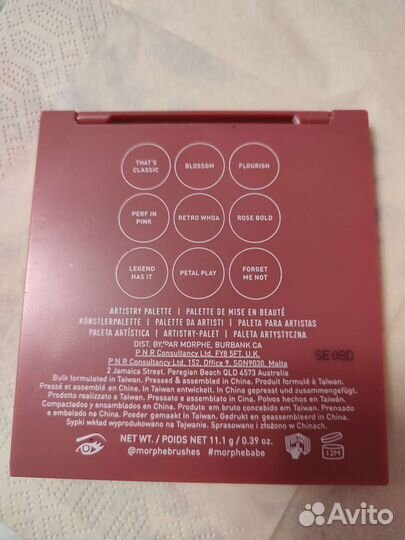 THAT'S
CLASSIC
BLOSSOM
FLOURISH
PERF IN
PINK
RETRO WHOA
ROSE BOLD
LEGEND
HAS IT
PETAL PLAY
FORGET
ME NOT
ARTISTRY PALETTE | PALETTE DE MISE EN BEAUTÉ
KÜNSTLERPALETTE | PALETTE DA ARTISTI | PALETA PARA ARTISTAS
PALETA ARTÍSTICA | ARTISTRY-PALET | PALETA ARTYSTYCZNA
DIST. BY/PAR MORPHE, BURBANK CA
P N R Consultancy Ltd, FY8 5FT, U.K.
P N R Consultancy Ltd, 152, Office 9, SGN9030, Malta
2 Jamaica Street. Peregian Beach QLD 4573 Australia
SE08D
Bulk formulated in Taiwan. Pressed & assembled in China. Produit formulé à Taïwan.
Pressé et assemblé en Chine. In Taiwan entwickelt. In China gepresst und zusammengefügt.
Prodotto realizzato a Taiwan. Pressato e assemblato in Cina. Polvos hechos en Taiwán.
Compactados y ensamblados en China. Produto em bruto concebido em Taiwan, prensado
e embalado na China. Poeder gemaakt in Taiwan. Gedrukt en geassembleerd in China.
Sypki wkład wyprodukowano na Tajwanie. Sprasowano i złożono w Chinach.
NET WT. / POIDS NET 11.1 g / 0.39 oz.
@morphebrushes #morphebabe
12M
Avito